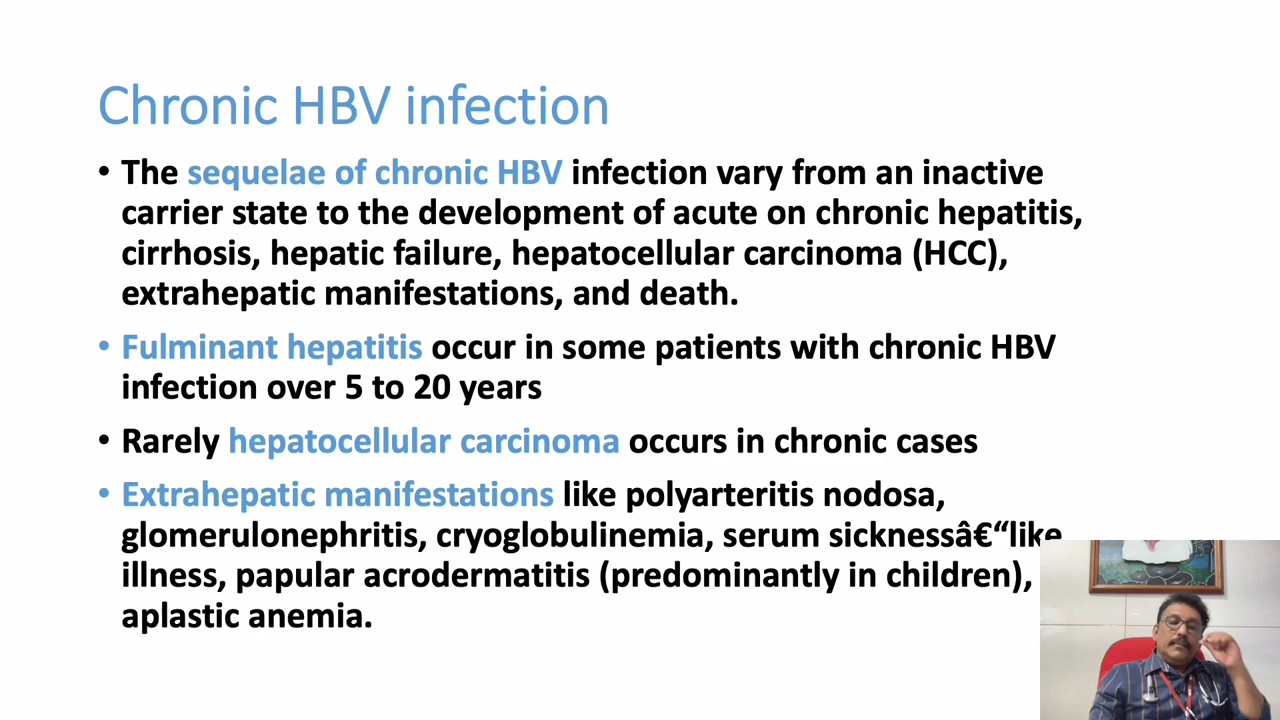 Chronic HBV infection
• The sequelae of chronic HBV infection vary from an inactive
carrier state to the development of acute on chronic hepatitis,
cirrhosis, hepatic failure, hepatocellular carcinoma (HCC),
extrahepatic manifestations, and death.
• Fulminant hepatitis occur in some patients with chronic HBV
infection over 5 to 20 years
• Rarely hepatocellular carcinoma occurs in chronic cases
• Extrahepatic manifestations like polyarteritis nodosa,
glomerulonephritis, cryoglobulinemia, serum sicknessâ€“like
illness, papular acrodermatitis (predominantly in children),
aplastic anemia.